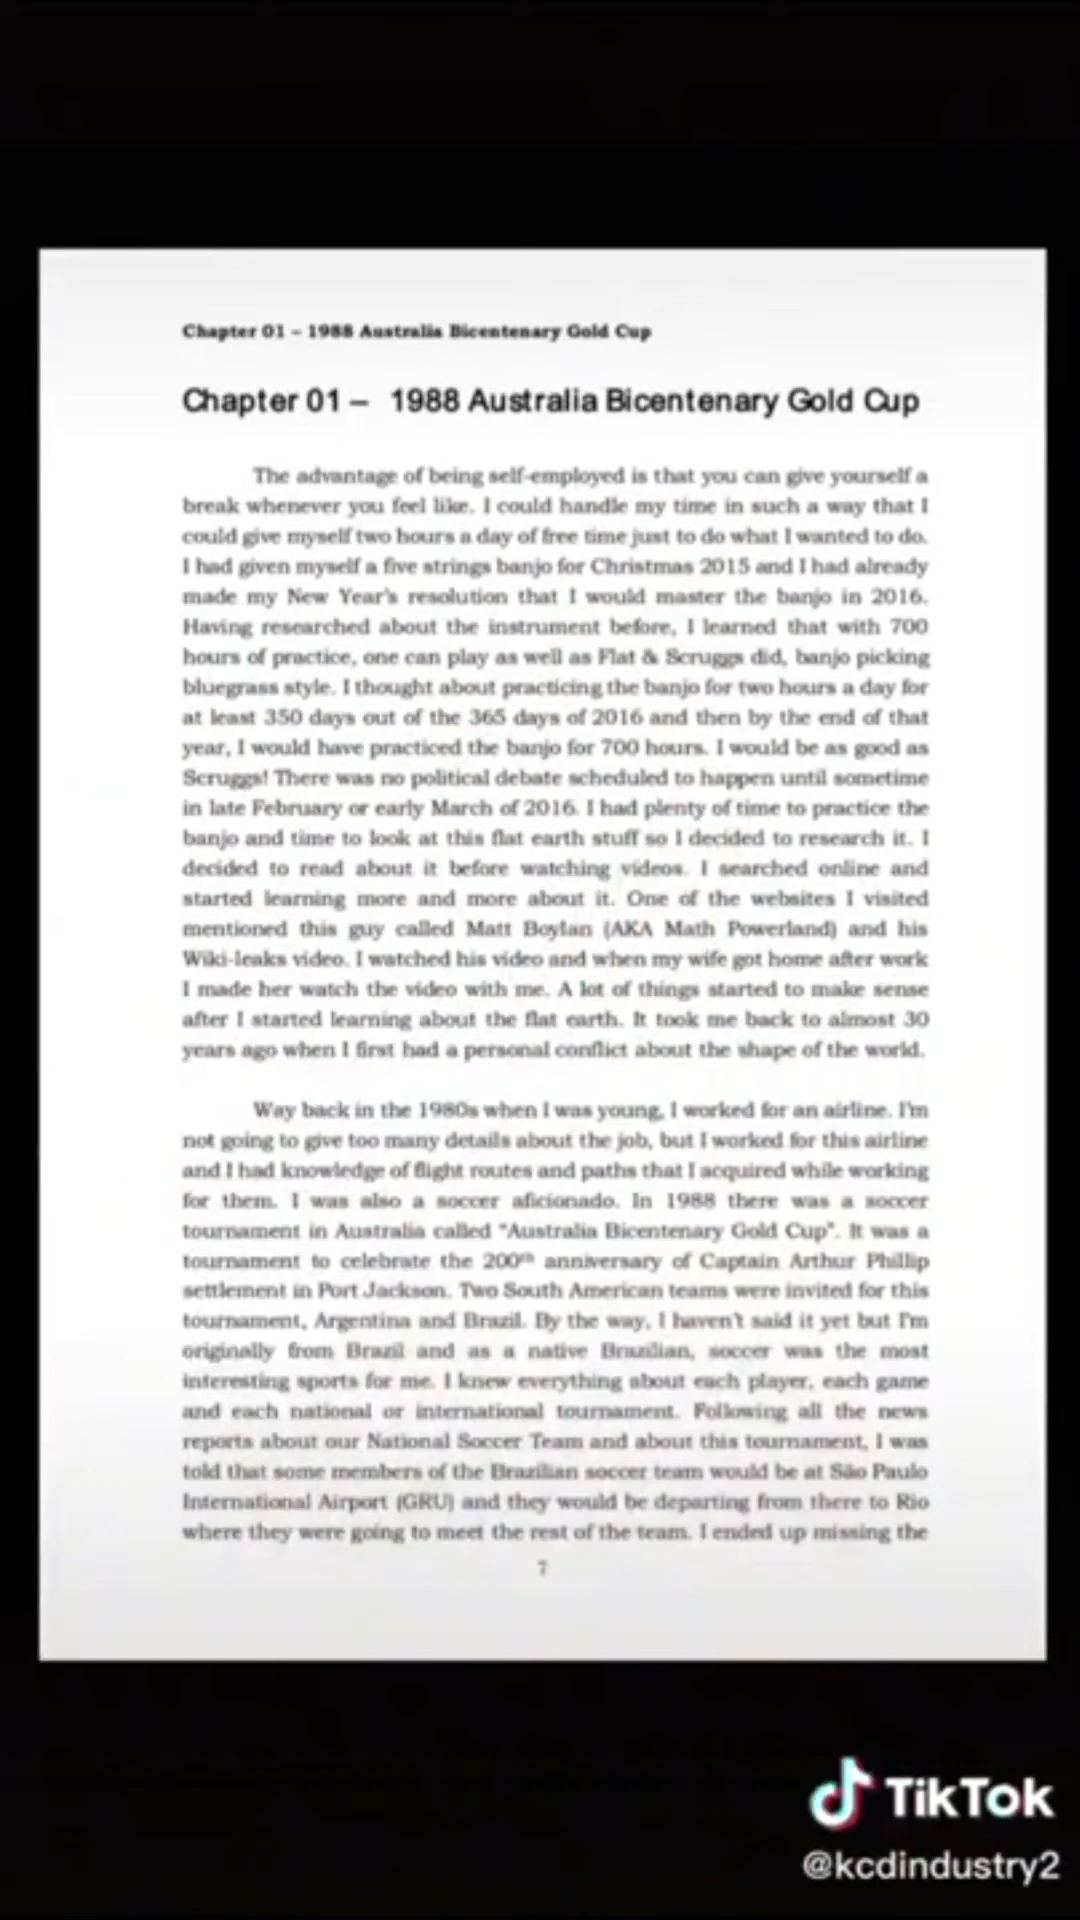 Chapter 01 – 1988 Australia Bicentenary Gold Cup
Chapter 01 – 1988 Australia Bicentenary Gold Cup
The advantage of being self-employed is that you can give yourself a
break whenever you feel like. I could handle my time in such a way that I
could give myself two hours a day of free time just to do what I wanted to do.
I had given myself a five strings banjo for Christmas 2015 and I had already
made my New Year's resolution that I would master the banjo in 2016.
Having researched about the instrument before, I learned that with 700
hours of practice, one can play as well as Flat & Scruggs did, banjo picking
bluegrass style. I thought about practicing the banjo for two hours a day for
at least 350 days out of the 365 days of 2016 and then by the end of that
year, I would have practiced the banjo for 700 hours. I would be as good as
Scruggs! There was no political debate scheduled to happen until sometime
in late February or early March of 2016. I had plenty of time to practice the
banjo and time to look at this flat earth stuff so I decided to research it. I
decided to read about it before watching videos. I searched online and
started learning more and more about it. One of the websites I visited
mentioned this guy called Matt Boylan (AKA Math Powerland) and his
Wiki-leaks video. I watched his video and when my wife got home after work
I made her watch the video with me. A lot of things started to make sense
after I started learning about the flat earth. It took me back to almost 30
years ago when I first had a personal conflict about the shape of the world.
Way back in the 1980s when I was young, I worked for an airline. I'm
not going to give too many details about the job, but I worked for this airline
and I had knowledge of flight routes and paths that I acquired while working
for them. I was also a soccer aficionado. In 1988 there was a soccer
tournament in Australia called "Australia Bicentenary Gold Cup". It was a
tournament to celebrate the 200th anniversary of Captain Arthur Phillip
settlement in Port Jackson. Two South American teams were invited for this
tournament, Argentina and Brazil. By the way, I haven't said it yet but I'm
originally from Brazil and as a native Brazilian, soccer was the most
interesting sports for me. I knew everything about each player, each game
and each national or international tournament. Following all the news
reports about our National Soccer Team and about this tournament, I was
told that some members of the Brazilian soccer team would be at São Paulo
International Airport (GRU) and they would be departing from there to Rio
where they were going to meet the rest of the team. I ended up missing the
7
TikTok
@kcdindustry2